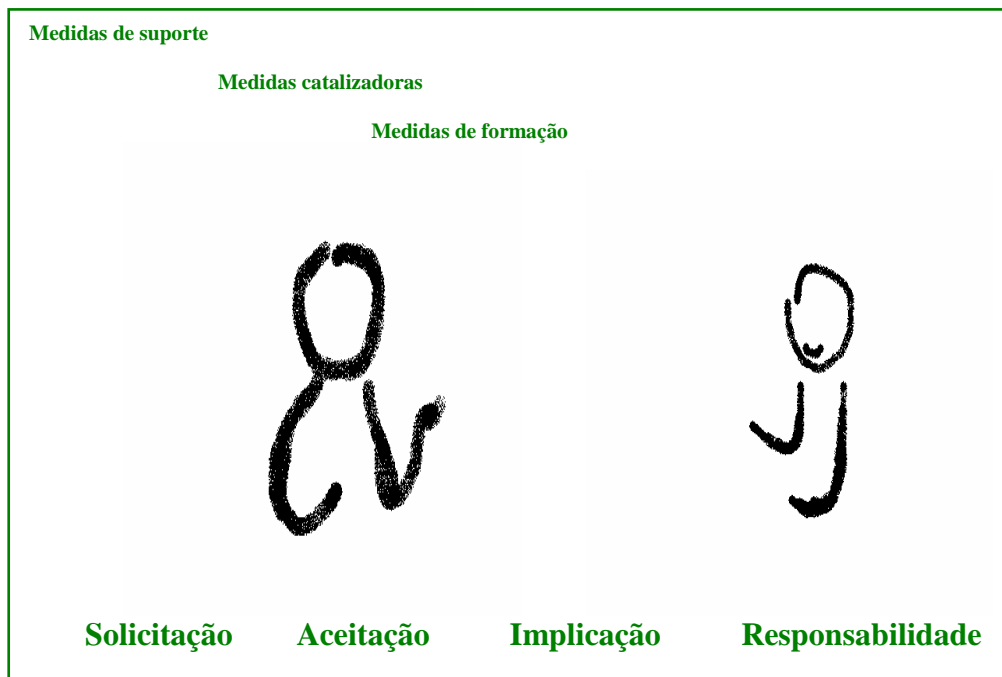 Medidas de suporte
Medidas catalizadoras
Medidas de formação
Solicitação Aceitação Implicação Responsabilidade